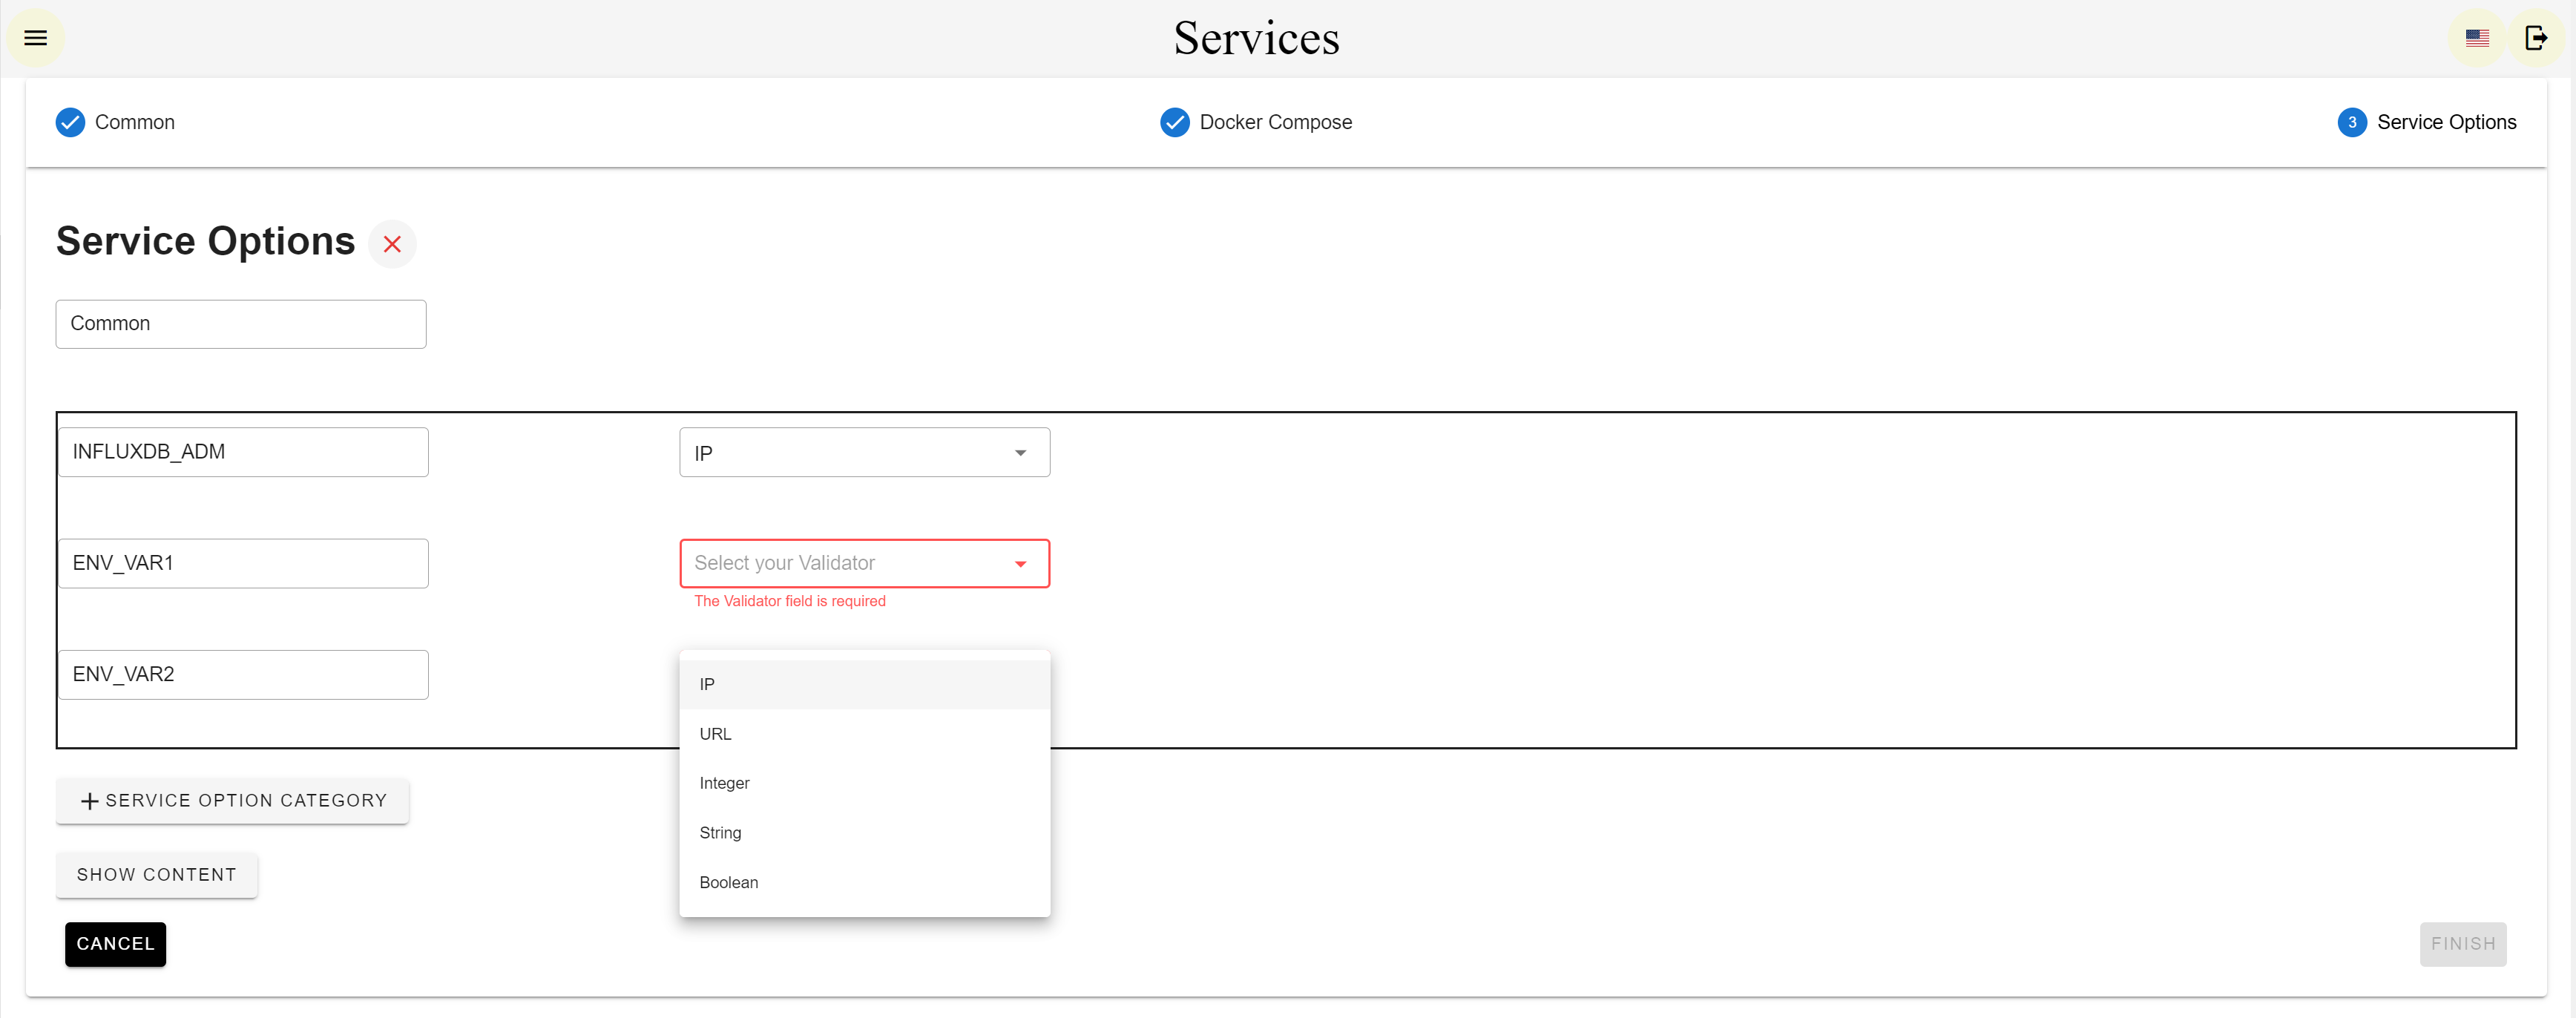 Services
Common
Docker Compose
3 Service Options
Service Options
Common
INFLUXDB_ADM
IP
ENV_VAR1
Select your Validator
The Validator field is required
ENV_VAR2
IP
URL
Integer
String
Boolean
SERVICE OPTION CATEGORY
SHOW CONTENT
CANCEL
FINISH